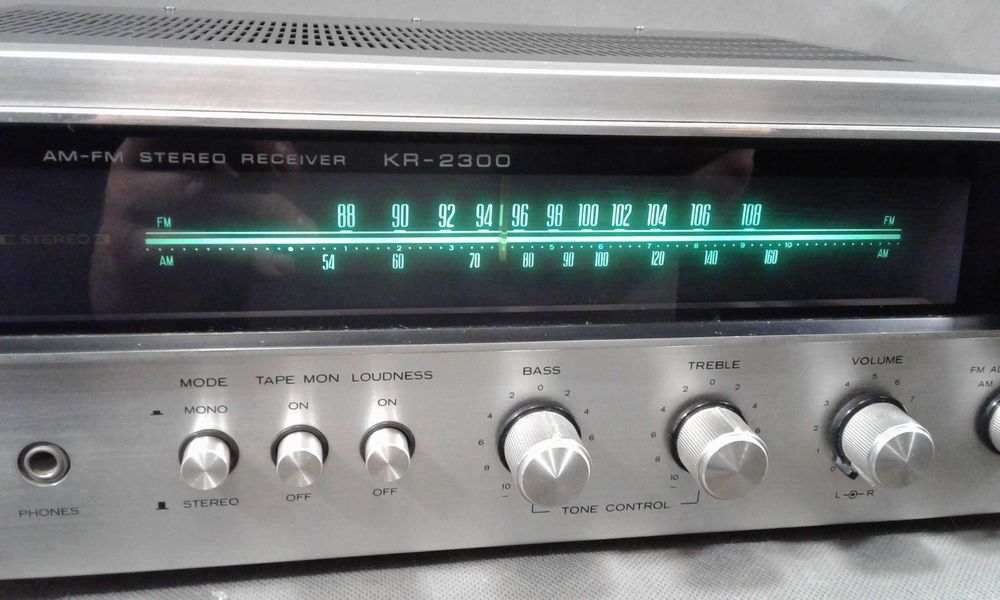 AM-FM STEREO RECEIVER KR-2300
FM 88 90 92 94 96 98 100 102 104 106 108 FM
STEREO
0 1 2 3 5 6 7 8 9 10
AM 54 60 70 80 90 100 120 140 160 AM
MODE TAPE MON LOUDNESS BASS TREBLE VOLUME
MONO ON ON
STEREO OFF OFF
2 0 2
4 4
6 6
8
10
–
2 0 2
4 4
6 6
8
10
–
0 1 2 3 4 5 6 7
L R
FM AU
AM
PHONES
TONE CONTROL